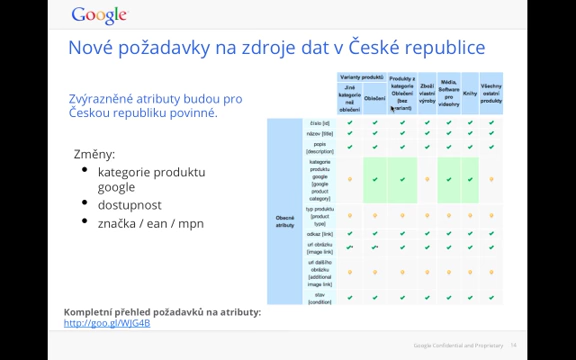 Google
Nové požadavky na zdroje dat v České republice
Zvýrazněné atributy budou pro
Českou republiku povinné.
Změny:
kategorie produktu
google
dostupnost
značka / ean / mpn
Kompletní přehled požadavků na atributy:
http://goo.gl/WJG4B
Varianty produktů
Jiné
kategorie
než
oblečení
Oblečení
Produkty z
kategorie
Oblečení
(bez
variant)
Zboží
vlastní
výroby
Média,
Software
pro
videohry
Knihy
Všechny
ostatní
produkty
Obecné
atributy
číslo [id]
název [title]
popis
[description]
kategorie
produktu
google
[google
product
category]
typ produktu
[product
type]
odkaz [link]
url obrázku
[image link]
url dalšího
obrázku
[additional
image link]
stav
[condition]
Google Confidential and Proprietary
14